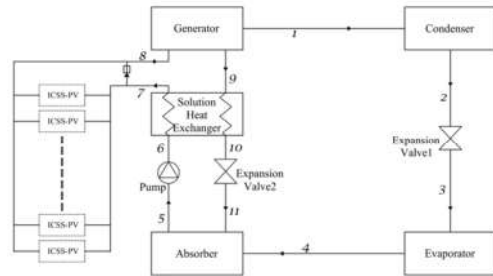 Generator
Condenser
1
8
9
2
7
ICSS-PV
ICSS-PV
Solution
Heat
Exchanger
6
10
Expansion
Valve1
Pump
Expansion
Valve2
3
ICSS-PV
ICSS-PV
5
11
Absorber
4
Evaporator